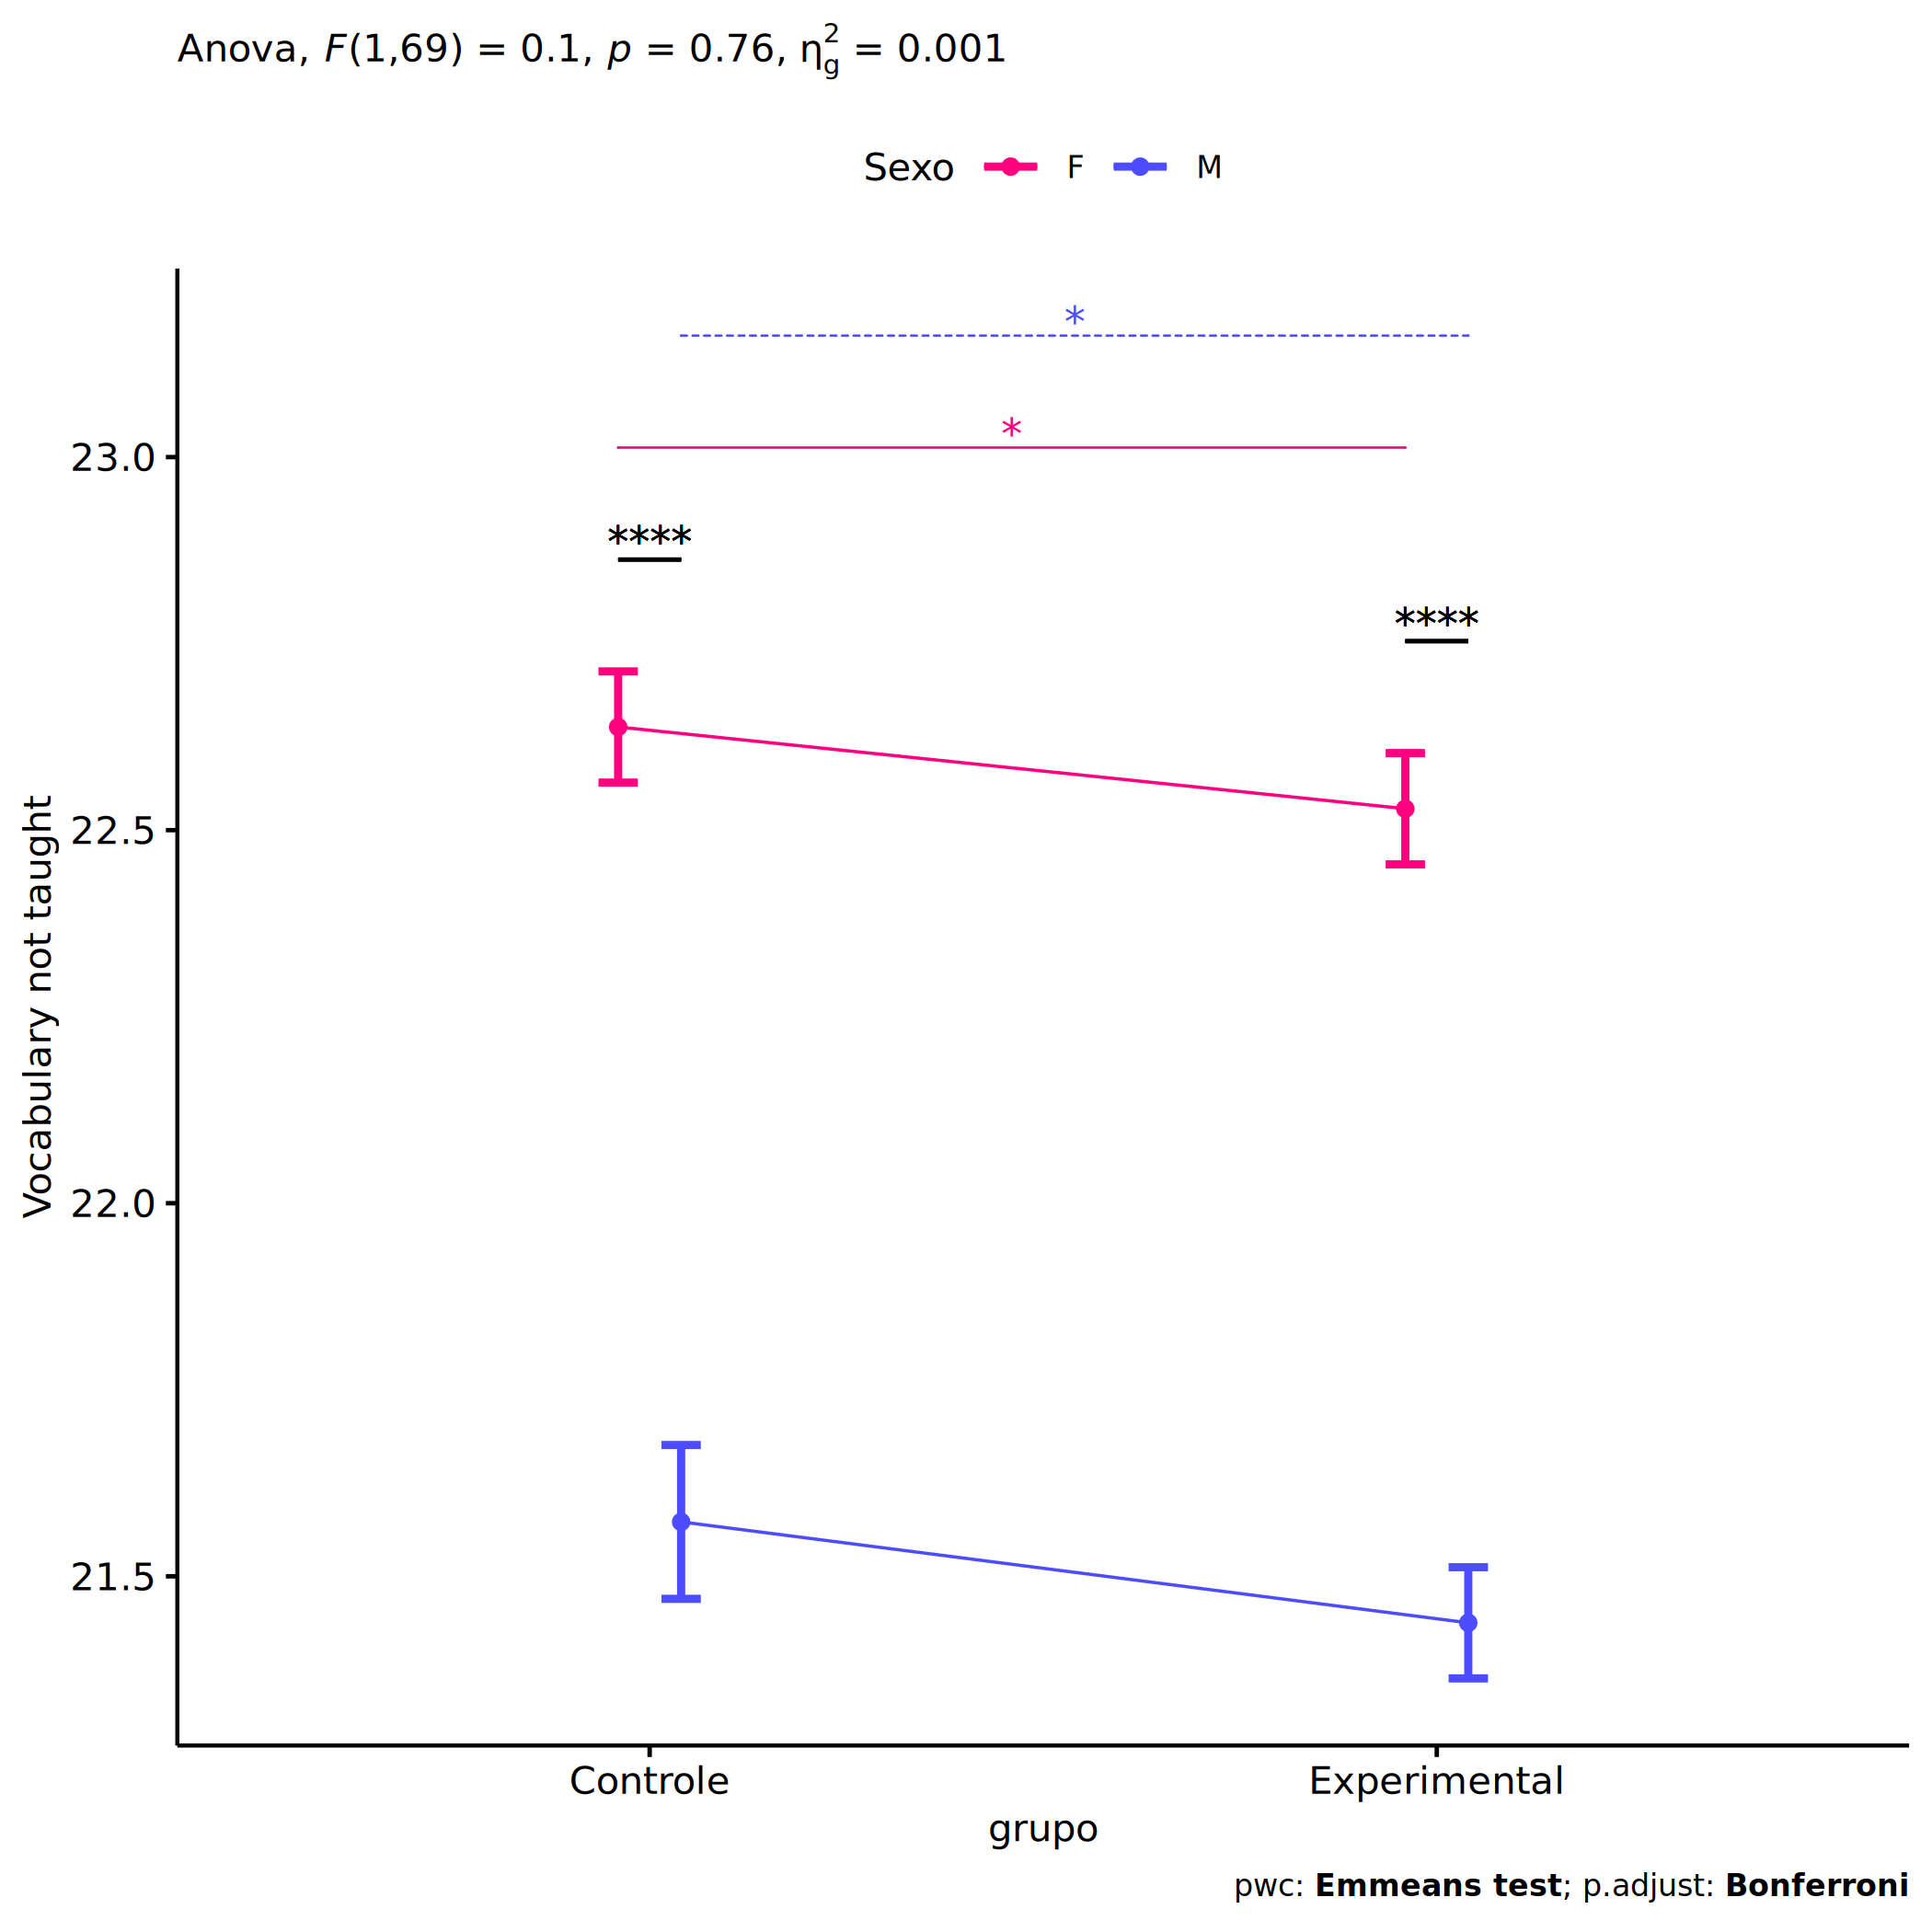 Anova, F(1,69) = 0.1, p = 0.76, η²g = 0.001
Sexo F M
*
*
****
****
23.0
22.5
22.0
21.5
Vocabulary not taught
Controle Experimental
grupo
pwc: Emmeans test; p.adjust: Bonferroni